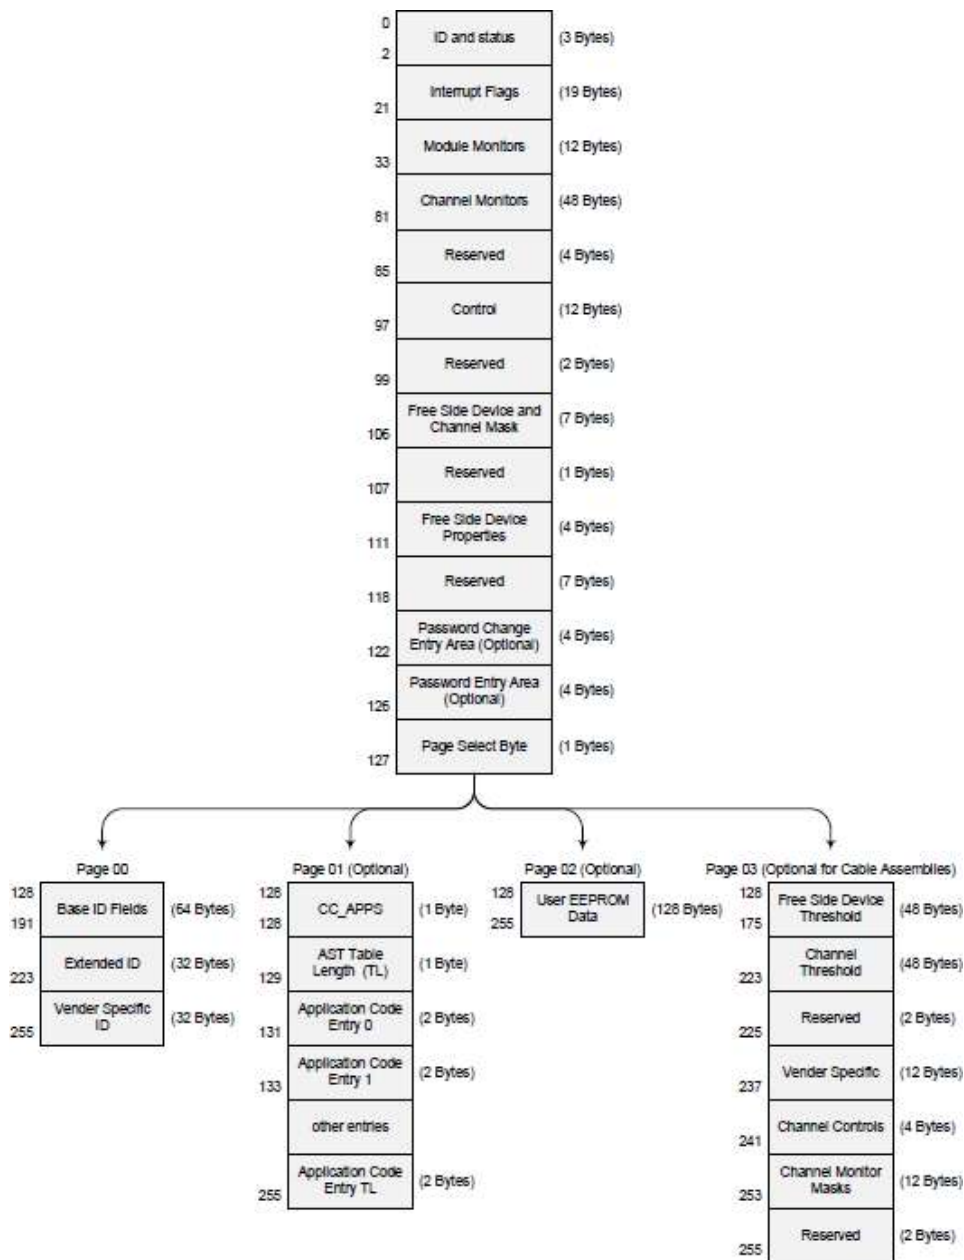 0
ID and status
(3 Bytes)
2
Interrupt Flags
(19 Bytes)
21
Module Monitors
(12 Bytes)
33
Channel Monitors
(48 Bytes)
81
Reserved
(4 Bytes)
85
Control
(12 Bytes)
97
Reserved
(2 Bytes)
99
Free Side Device and
Channel Mask
(7 Bytes)
106
Reserved
(1 Bytes)
107
Free Side Device
Properties
(4 Bytes)
111
Reserved
(7 Bytes)
118
Password Change
Entry Area (Optional)
(4 Bytes)
122
Password Entry Area
(Optional)
(4 Bytes)
126
Page Select Byte
(1 Bytes)
127
Page 00
128
Base ID Fields
(64 Bytes)
191
Extended ID
(32 Bytes)
223
Vender Specific
ID
(32 Bytes)
255
Page 01 (Optional)
128
CC_APPS
(1 Byte)
128
AST Table
Length (TL)
(1 Byte)
129
Application Code
Entry 0
(2 Bytes)
131
Application Code
Entry 1
(2 Bytes)
133
other entries
Application Code
Entry TL
(2 Bytes)
255
Page 02 (Optional)
128
User EEPROM
Data
(128 Bytes)
255
Page 03 (Optional for Cable Assemblies)
128
Free Side Device
Threshold
(48 Bytes)
175
Channel
Threshold
(48 Bytes)
223
Reserved
(2 Bytes)
225
Vender Specific
(12 Bytes)
237
Channel Controls
(4 Bytes)
241
Channel Monitor
Masks
(12 Bytes)
253
Reserved
(2 Bytes)
255